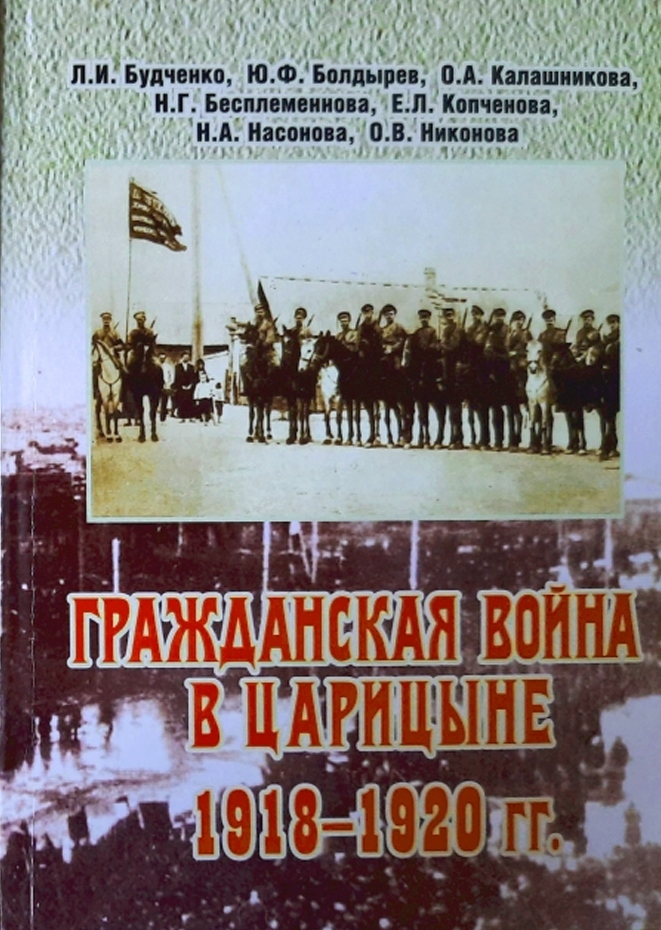 Л.И. Будченко, Ю.Ф. Болдырев, О.А. Калашникова,
Н.Г. Бесплеменнова, Е.Л. Копченова,
Н.А. Насонова, О.В. Никонова
ГРАЖДАНСКАЯ ВОЙНА
В ЦАРИЦЫНЕ
1918–1920 ГГ.